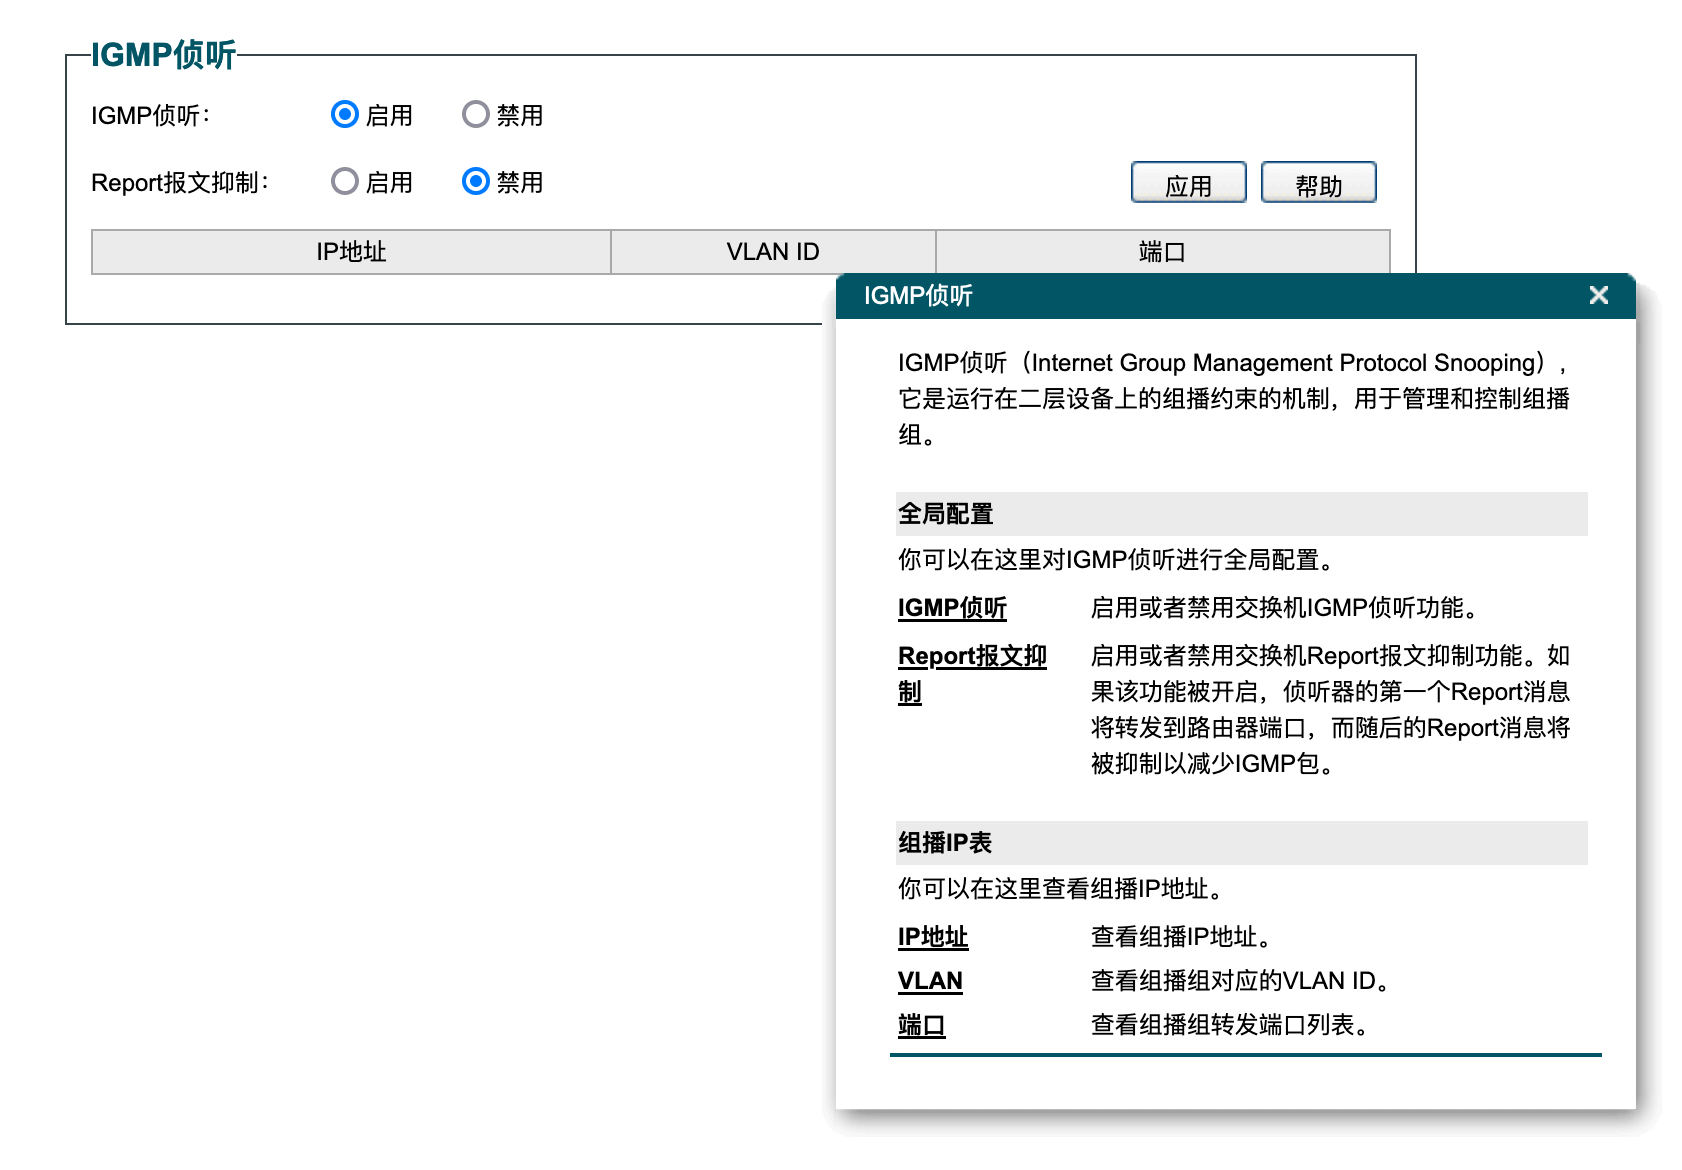 IGMP侦听
IGMP侦听： 启用 禁用
Report报文抑制： 启用 禁用 应用 帮助
IP地址 VLAN ID 端口
IGMP侦听
IGMP侦听（Internet Group Management Protocol Snooping），
它是运行在二层设备上的组播约束的机制，用于管理和控制组播
组。
全局配置
你可以在这里对IGMP侦听进行全局配置。
IGMP侦听 启用或者禁用交换机IGMP侦听功能。
Report报文抑 启用或者禁用交换机Report报文抑制功能。如
制 果该功能被开启，侦听器的第一个Report消息
将转发到路由器端口，而随后的Report消息将
被抑制以减少IGMP包。
组播IP表
你可以在这里查看组播IP地址。
IP地址 查看组播IP地址。
VLAN 查看组播组对应的VLAN ID。
端口 查看组播组转发端口列表。